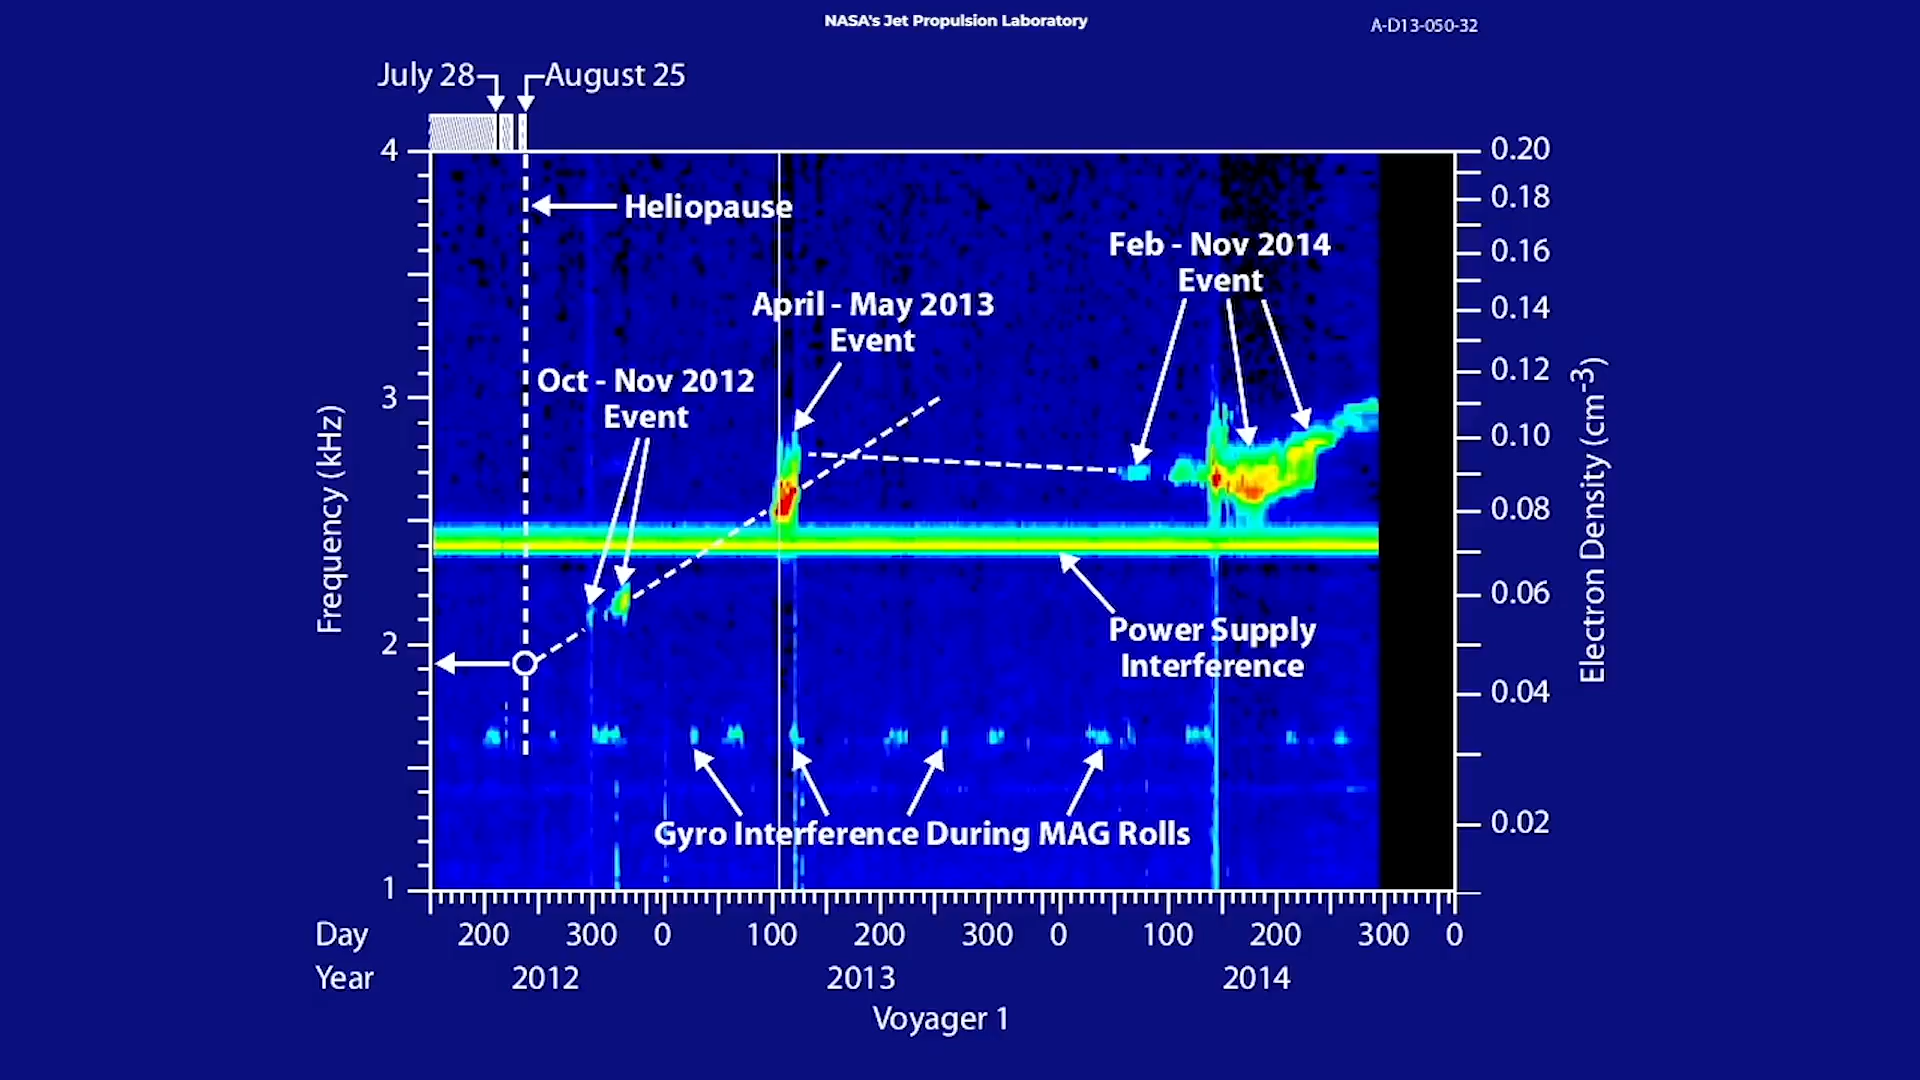 NASA's Jet Propulsion Laboratory
A-D13-050-32
July 28
August 25
4
3
2
1
Frequency (kHz)
Heliopause
Oct - Nov 2012
Event
April - May 2013
Event
Feb - Nov 2014
Event
Power Supply
Interference
Gyro Interference During MAG Rolls
0.20
0.18
0.16
0.14
0.12
0.10
0.08
0.06
0.04
0.02
Electron Density (cm⁻³)
Day 200 300 0 100 200 300 0 100 200 300 0
Year 2012 2013 2014
Voyager 1